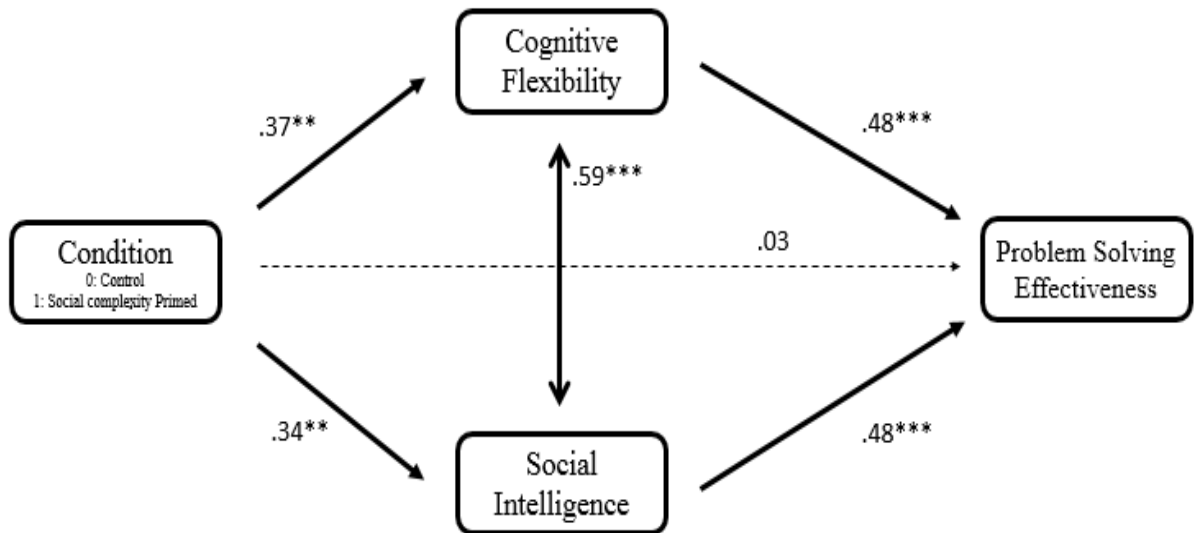 Cognitive
Flexibility
.37**
.48***
.59***
Condition
0: Control
1: Social complexity Primed
.03
Problem Solving
Effectiveness
.34**
.48***
Social
Intelligence